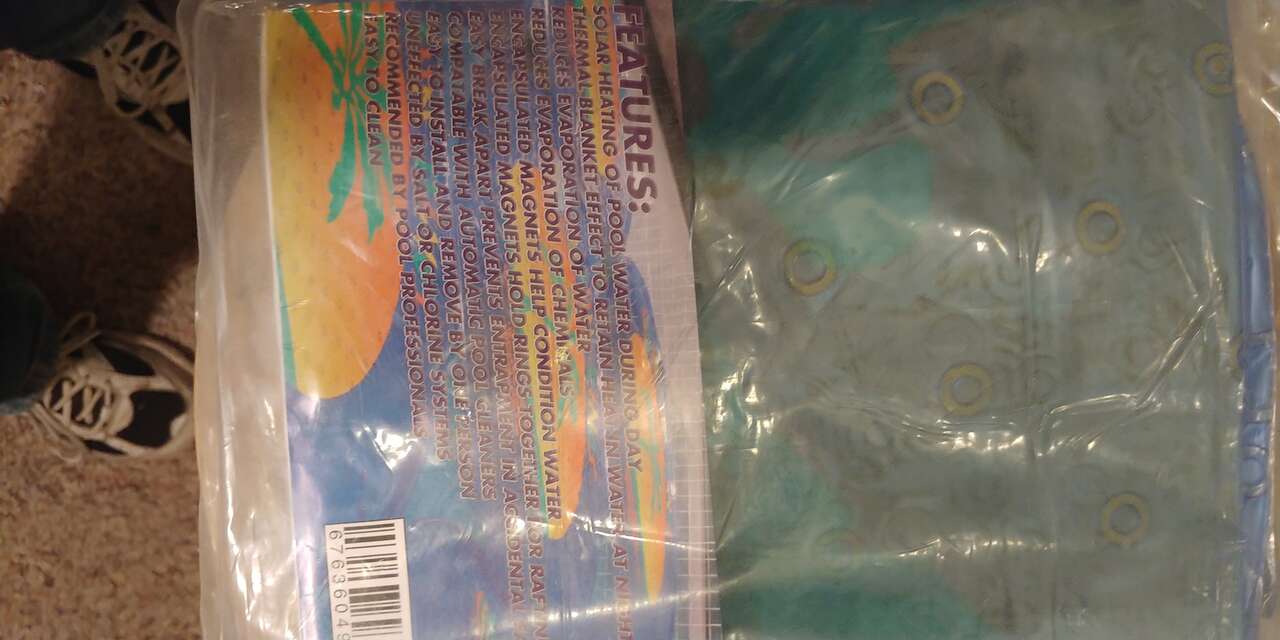 FEATURES:
SOLAR HEATING OF POOL WATER DURING DAY
THERMAL BLANKET EFFECT TO RETAIN HEAT IN WATER AT NIGHT
REDUCES EVAPORATION OF WATER
REDUCES EVAPORATION OF CHEMICALS
ENCAPSULATED MAGNETS HELP CONDITION WATER
ENCAPSULATED MAGNETS HOLD RINGS TOGETHER FOR RAFTIN
EASY BREAK APART PREVENTS ENTRAPMENT IN ACCIDENTAL
COMPATABILE WITH AUTOMATIC POOL CLEANERS
EASY TO INSTALL AND REMOVE BY ONE PERSON
UNEFFECTED BY SALT OR CHLORINE SYSTEMS
RECOMMENDED BY POOL PROFESSIONALS
EASY TO CLEAN
67636049